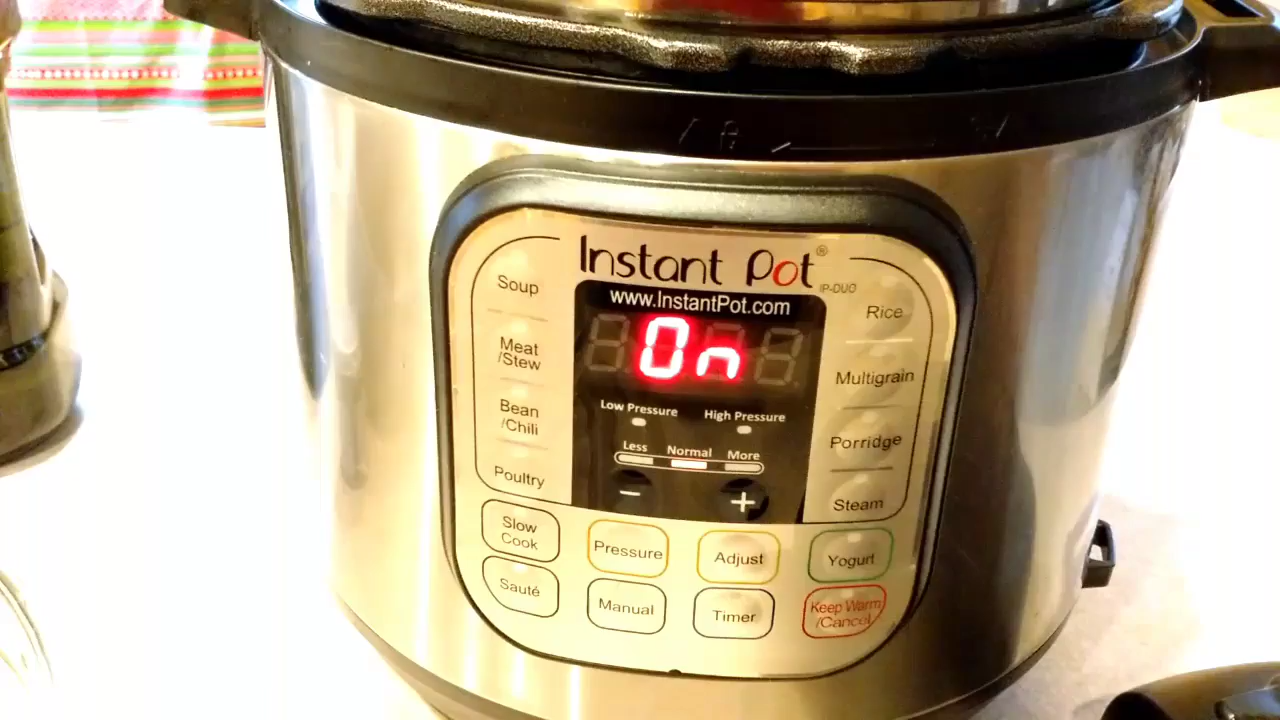 Instant Pot®
IP-DUO
www.InstantPot.com
On
Low Pressure High Pressure
Less Normal More
− +
Soup
Meat
/Stew
Bean
/Chili
Poultry
Rice
Multigrain
Porridge
Steam
Slow
Cook
Pressure
Adjust
Yogurt
Sauté
Manual
Timer
Keep Warm
/Cancel